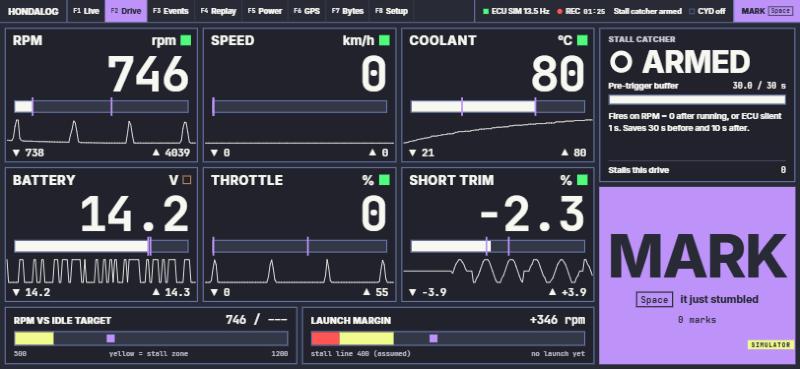 HONDALOG F1 Live F2 Drive F3 Events F4 Replay F5 Power F6 GPS F7 Bytes F8 Setup ECU SIM 13.5 Hz REC 01:25 Stall catcher armed CYD off MARK Space
RPM rpm
746
▼ 738 ▲ 4039
SPEED km/h
0
▼ 0 ▲ 0
COOLANT °C
80
▼ 21 ▲ 80
STALL CATCHER
ARMED
Pre-trigger buffer 30.0 / 30 s
Fires on RPM = 0 after running, or ECU silent
1 s. Saves 30 s before and 10 s after.
Stalls this drive 0
BATTERY V
14.2
▼ 14.2 ▲ 14.3
THROTTLE %
0
▼ 0 ▲ 55
SHORT TRIM %
-2.3
▼ -3.9 ▲ +3.9
MARK
Space it just stumbled
0 marks
SIMULATOR
RPM VS IDLE TARGET 746 / ---
500 yellow = stall zone 1200
LAUNCH MARGIN +346 rpm
stall line 400 (assumed) no launch yet